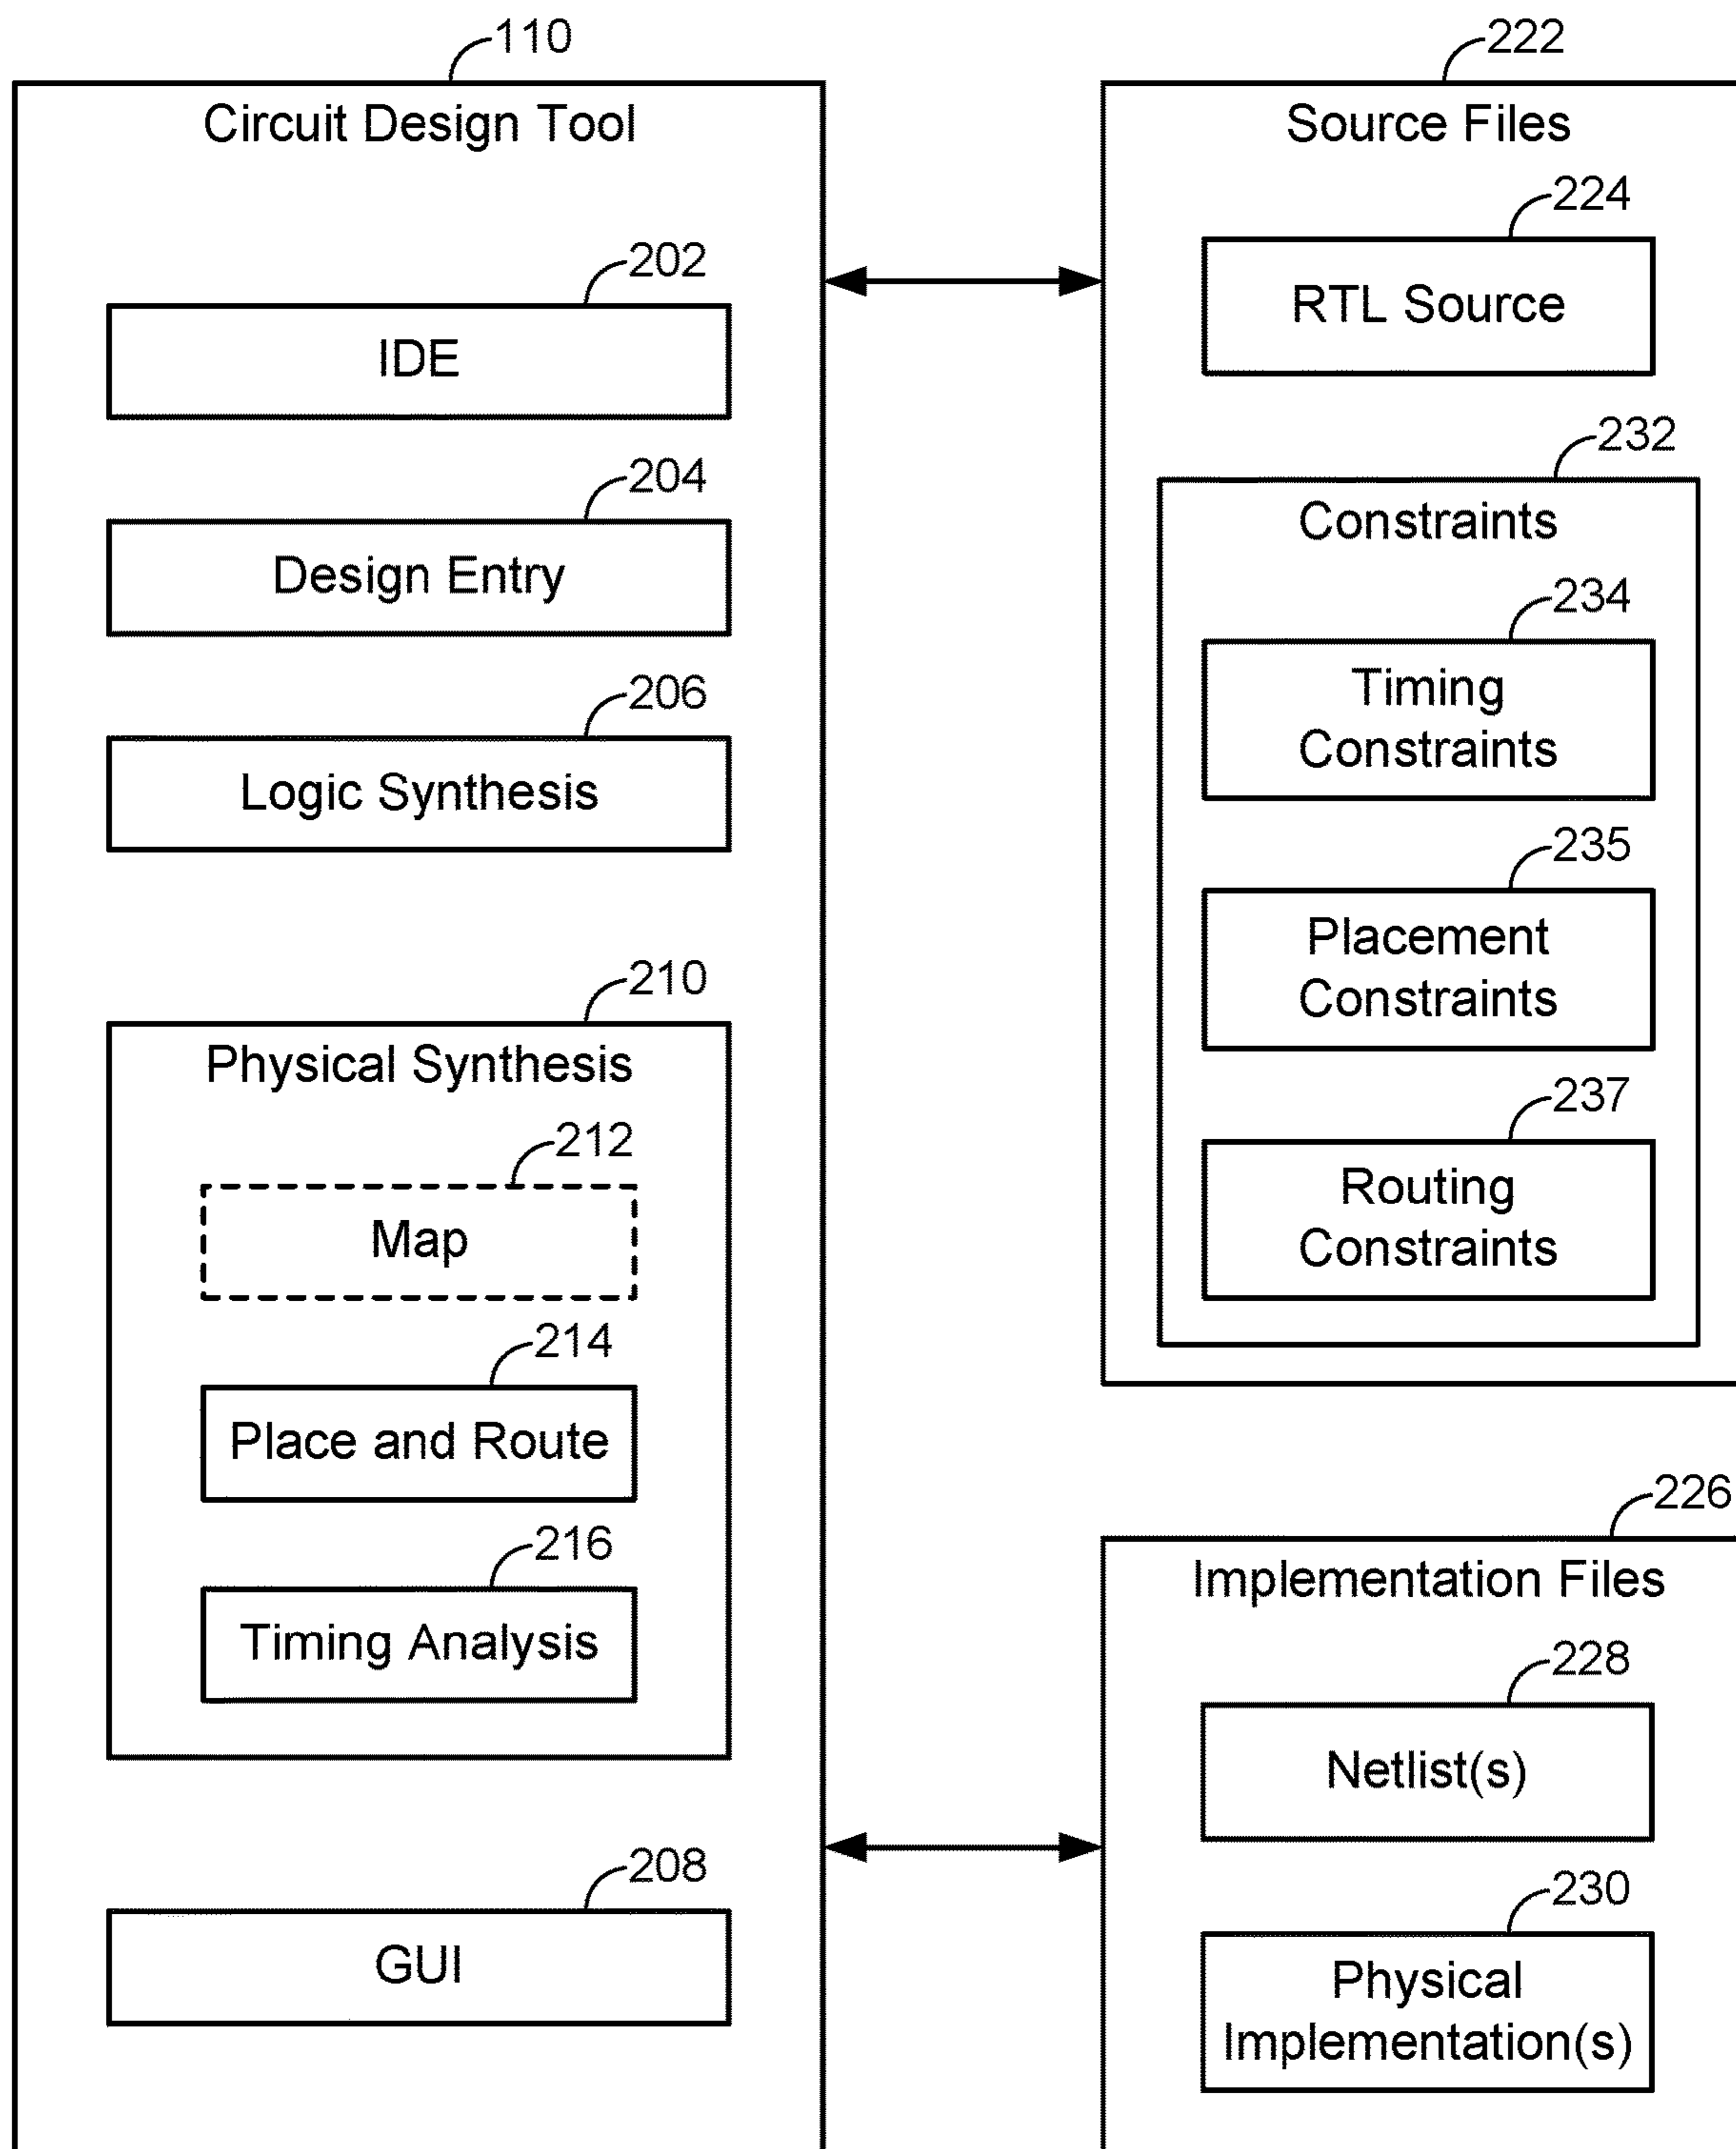 110
Circuit Design Tool
202
IDE
204
Design Entry
206
Logic Synthesis
210
Physical Synthesis
212
Map
214
Place and Route
216
Timing Analysis
208
GUI
222
Source Files
224
RTL Source
232
Constraints
234
Timing
Constraints
235
Placement
Constraints
237
Routing
Constraints
226
Implementation Files
228
Netlist(s)
230
Physical
Implementation(s)